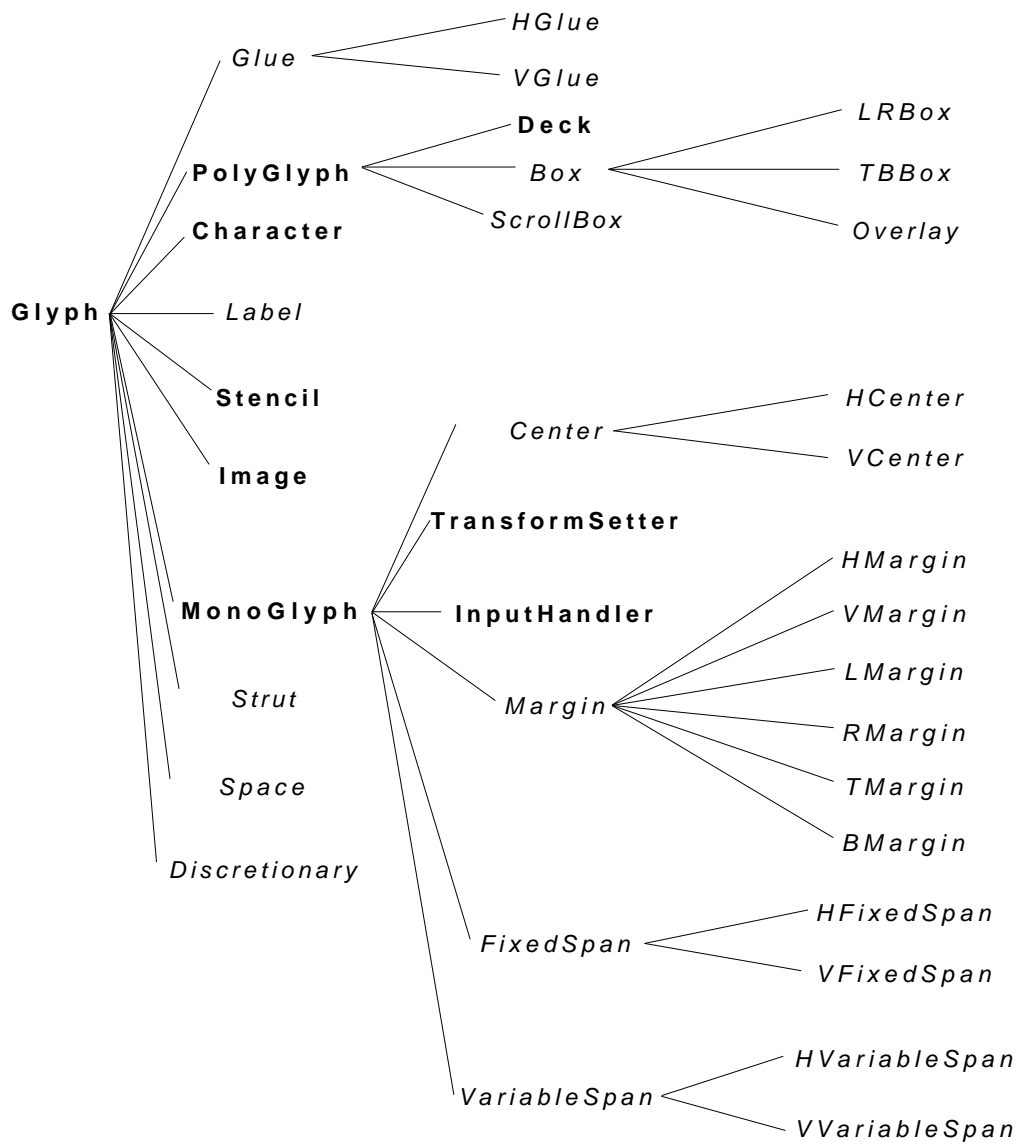 HGlue
Glue
VGlue
LRBox
Deck
PolyGlyph
Box
TBBox
ScrollBox
Character
Overlay
Glyph
Label
Stencil
HCenter
Center
VCenter
Image
TransformSetter
HMargin
MonoGlyph
InputHandler
VMargin
LMargin
Strut
Margin
RMargin
Space
TMargin
BMargin
Discretionary
HFixedSpan
FixedSpan
VFixedSpan
HVariableSpan
VariableSpan
VVariableSpan